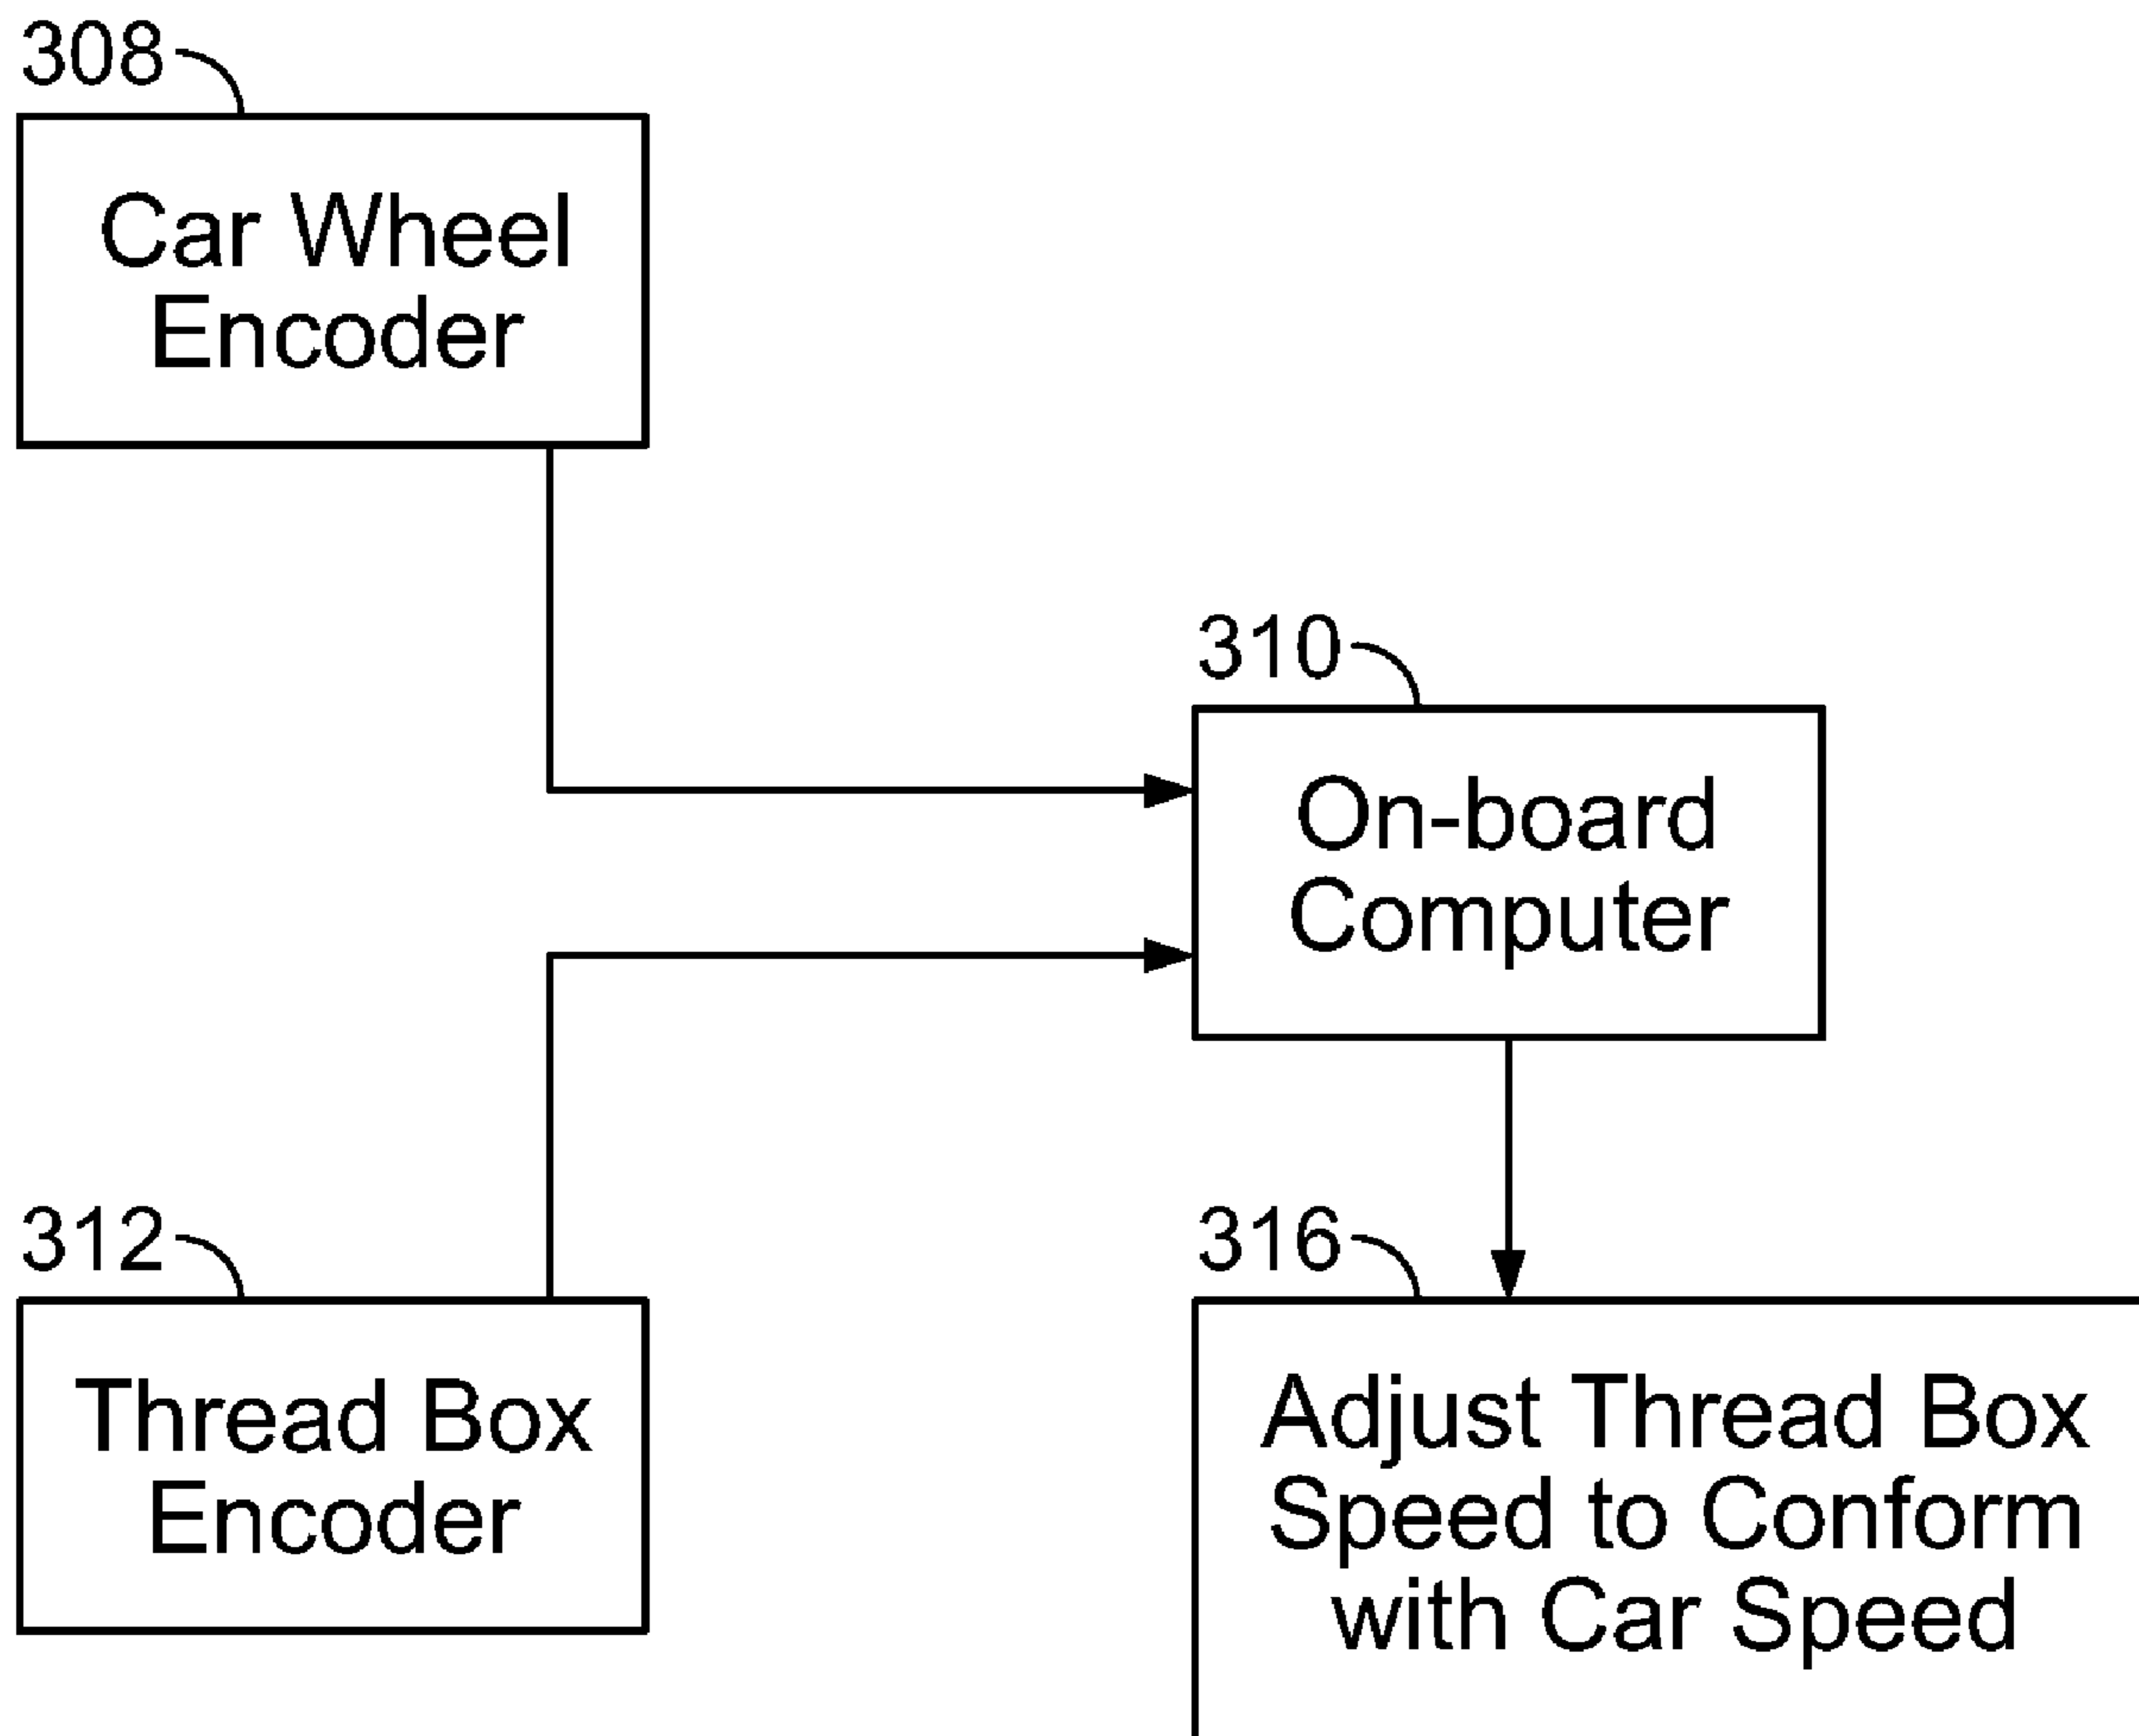 308
Car Wheel
Encoder
310
On-board
Computer
312
Thread Box
Encoder
316
Adjust Thread Box
Speed to Conform
with Car Speed